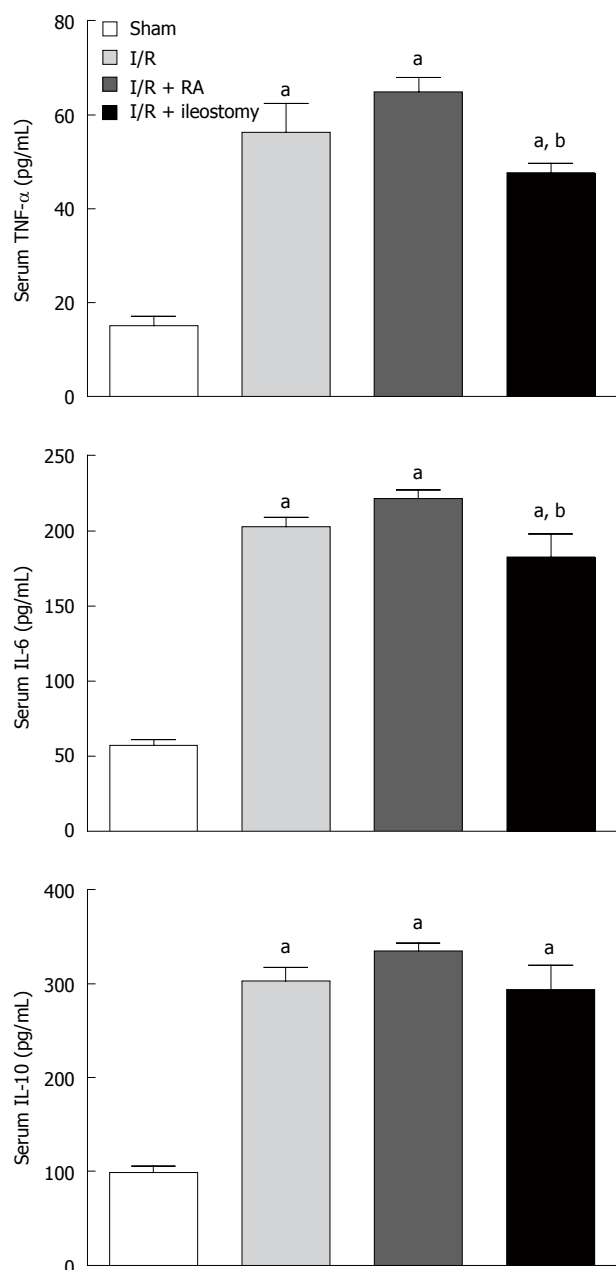 80
60
40
20
0
Serum TNF-α (pg/mL)
Sham
I/R
I/R + RA
I/R + ileostomy
a
a
a, b
250
200
150
100
50
0
Serum IL-6 (pg/mL)
a
a
a, b
400
300
200
100
0
Serum IL-10 (pg/mL)
a
a
a